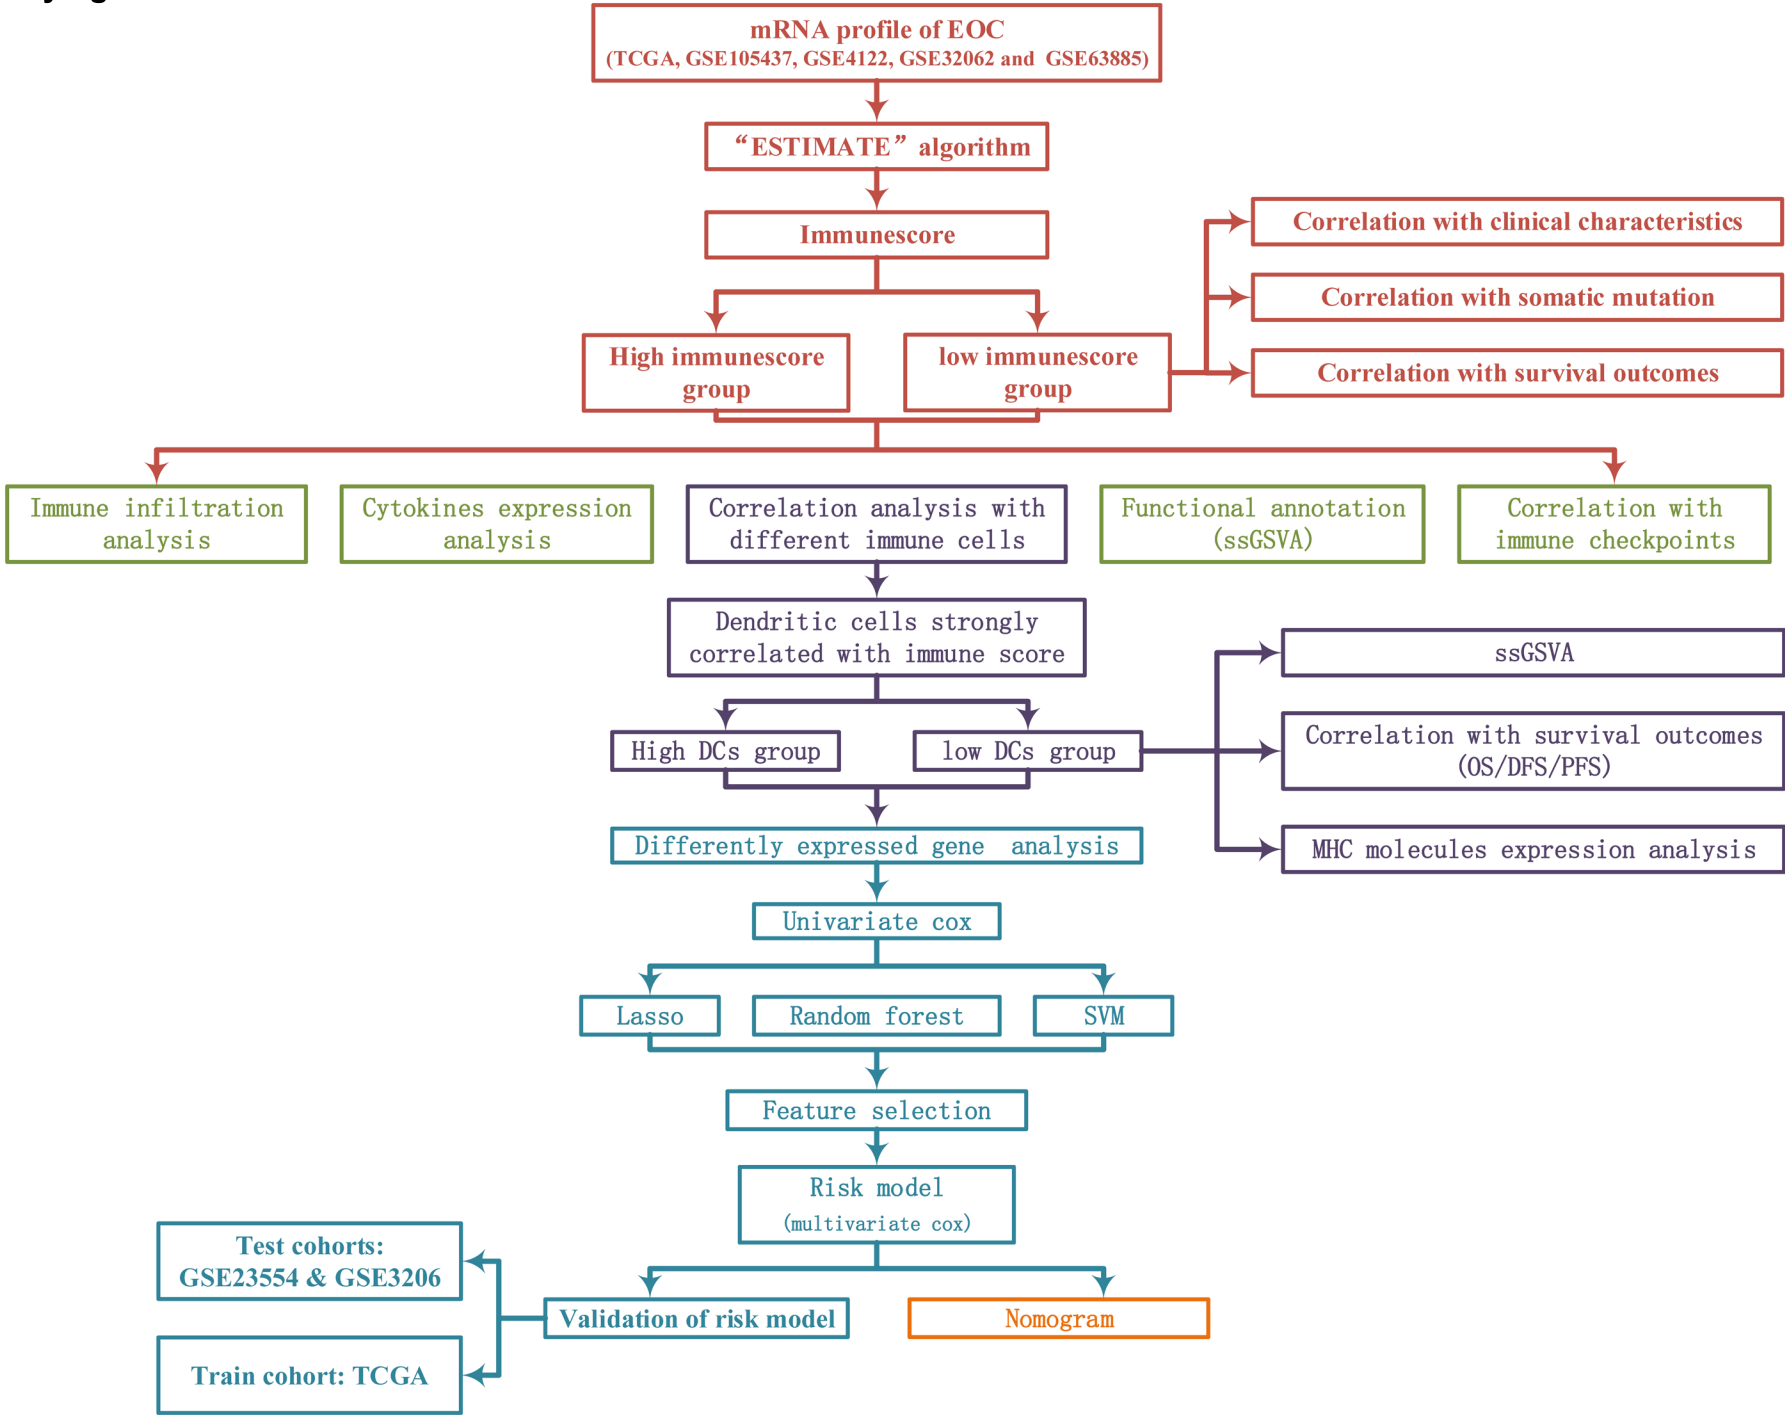 mRNA profile of EOC
(TCGA, GSE105437, GSE4122, GSE32062 and GSE63885)
“ESTIMATE” algorithm
Immunescore
Correlation with clinical characteristics
Correlation with somatic mutation
High immunescore
group
low immunescore
group
Correlation with survival outcomes
Immune infiltration
analysis
Cytokines expression
analysis
Correlation analysis with
different immune cells
Functional annotation
(ssGSVA)
Correlation with
immune checkpoints
Dendritic cells strongly
correlated with immune score
ssGSVA
High DCs group
low DCs group
Correlation with survival outcomes
(OS/DFS/PFS)
Differently expressed gene analysis
MHC molecules expression analysis
Univariate cox
Lasso
Random forest
SVM
Feature selection
Risk model
(multivariate cox)
Test cohorts:
GSE23554 & GSE3206
Validation of risk model
Nomogram
Train cohort: TCGA